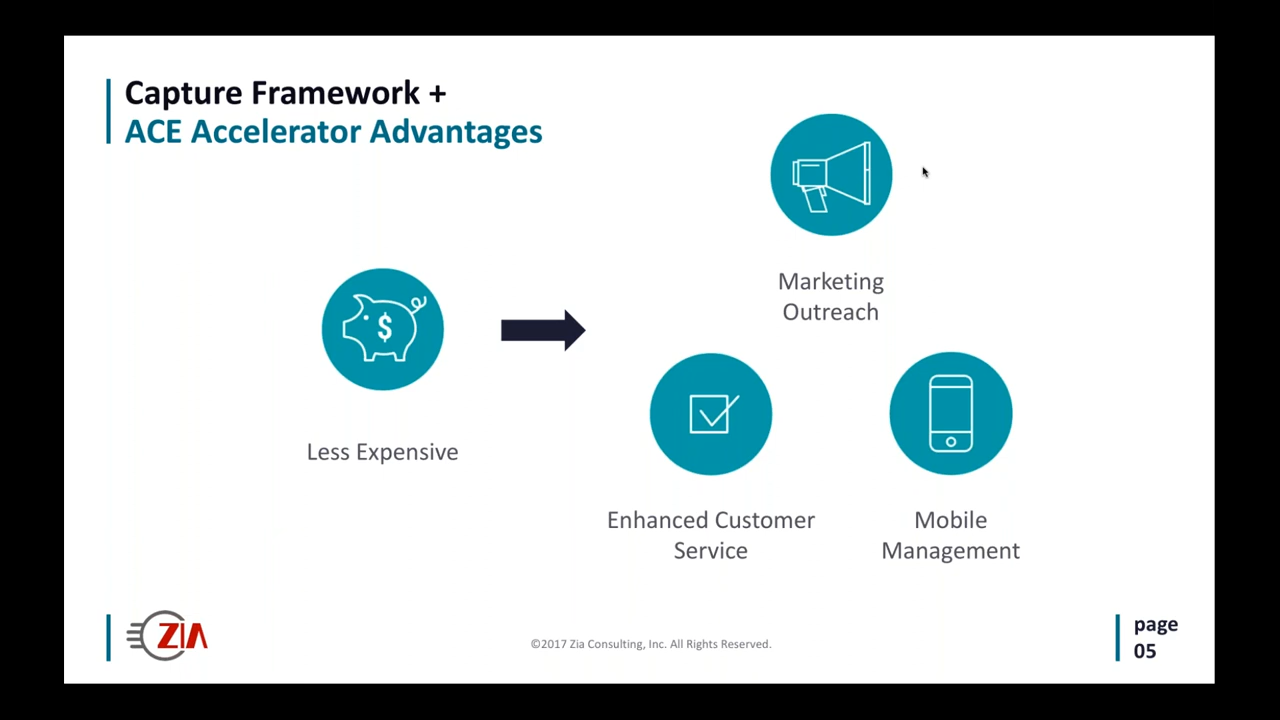 Capture Framework +
ACE Accelerator Advantages
Marketing
Outreach
$
Less Expensive
Enhanced Customer
Service
Mobile
Management
ZIA
©2017 Zia Consulting, Inc. All Rights Reserved.
page
05